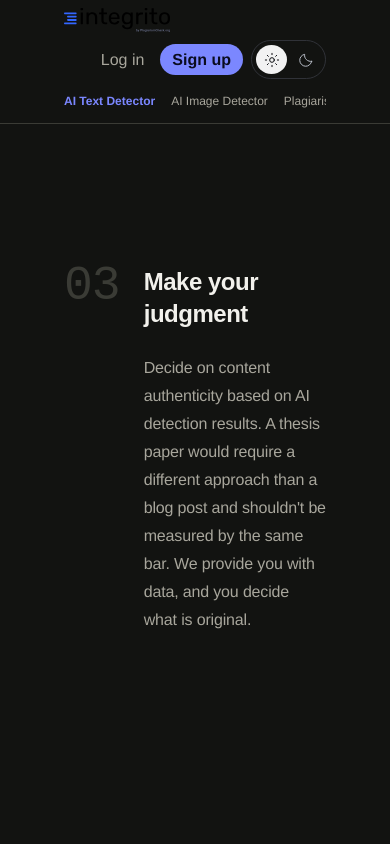 integrito
Log in
Sign up
AI Text Detector
AI Image Detector
03
Make your
judgment
Decide on content
authenticity based on AI
detection results. A thesis
paper would require a
different approach than a
blog post and shouldn't be
measured by the same
bar. We provide you with
data, and you decide
what is original.